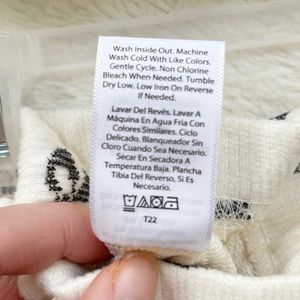 Wash Inside Out. Machine
Wash Cold With Like Colors.
Gentle Cycle. Non Chlorine
Bleach When Needed. Tumble
Dry Low. Low Iron On Reverse
If Needed.
Lavar Del Revés. Lavar A
Máquina En Agua Fría Con
Colores Similares. Ciclo
Delicado. Blanqueador Sin
Cloro Cuando Sea Necesario,
Secar En Secadora A
Temperatura Baja. Plancha
Tibia Del Reverso, Si Es
Necesario.
T22